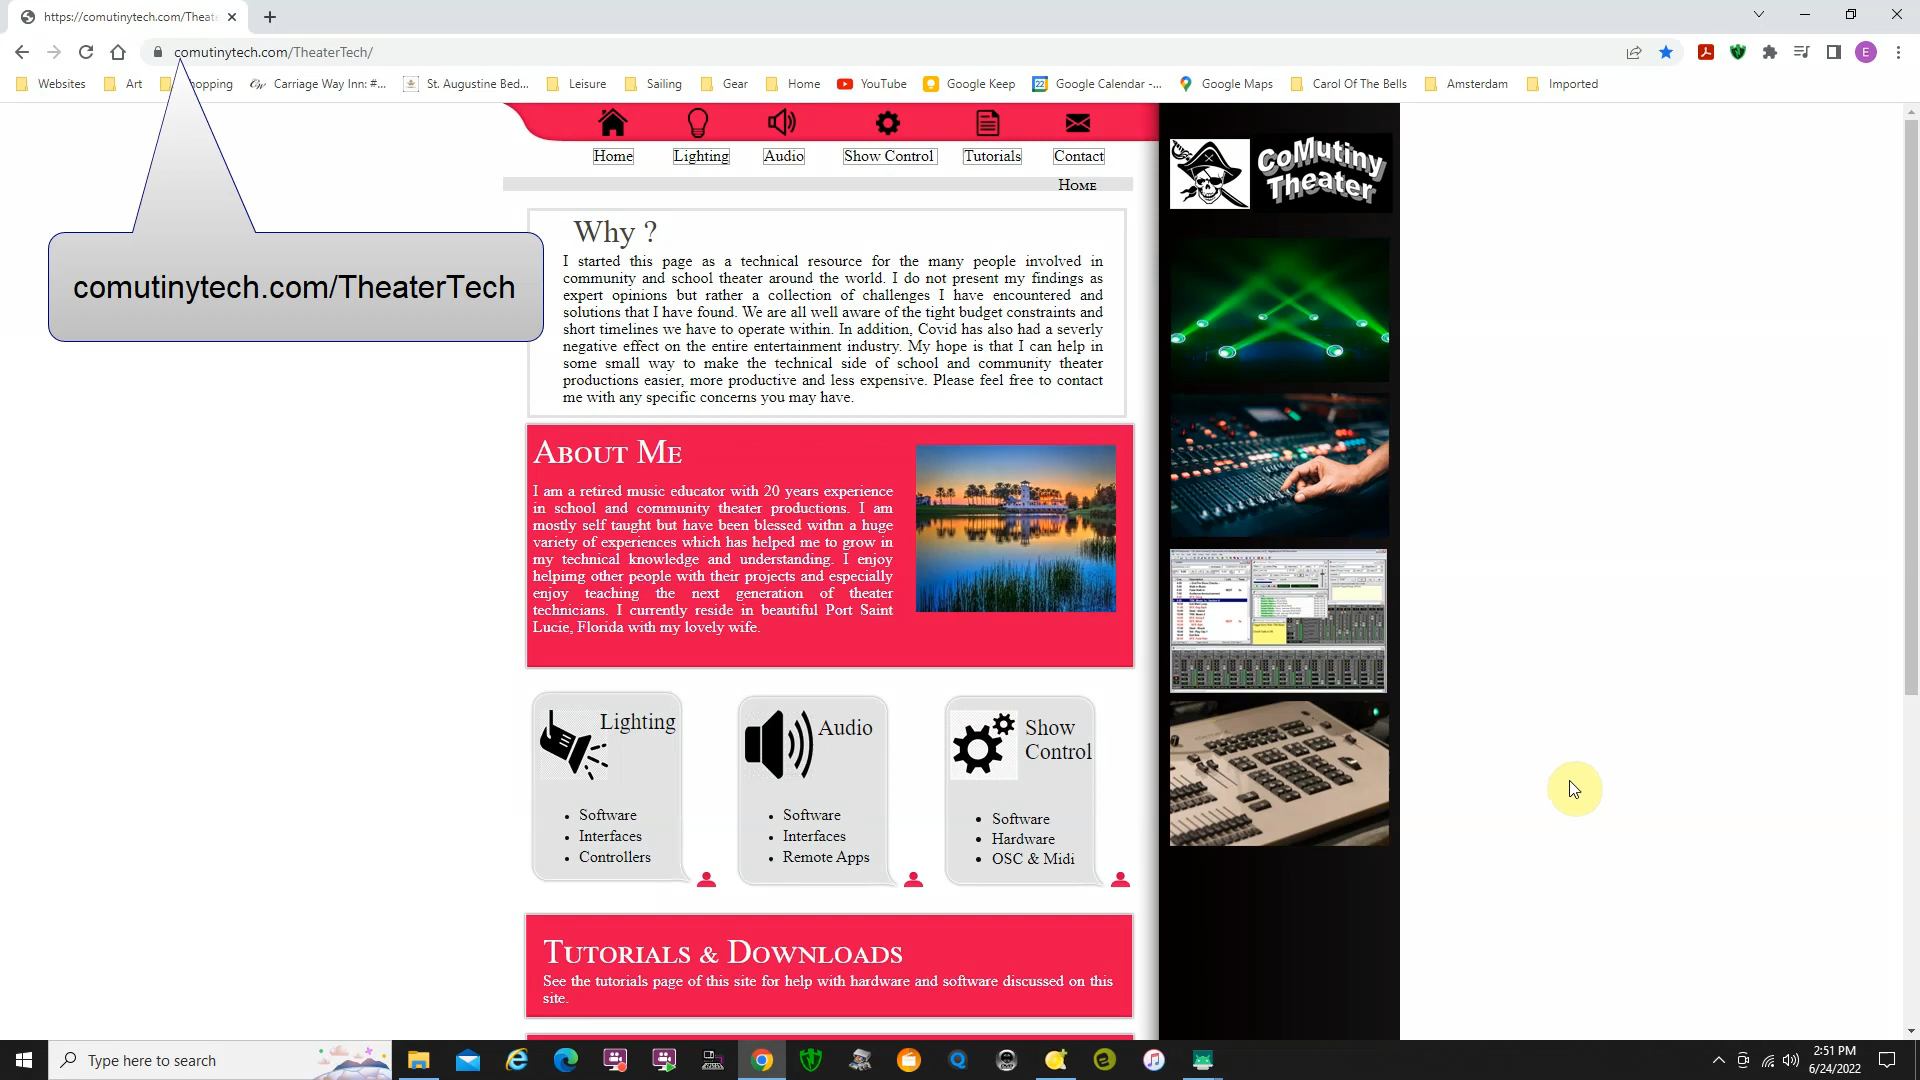 https://comutinytech.com/Theate
comutinytech.com/TheaterTech/
E
Websites
Art
opping
Carriage Way Inn: #...
St. Augustine Bed...
Leisure
Sailing
Gear
Home
YouTube
Google Keep
Google Calendar -...
Google Maps
Carol Of The Bells
Amsterdam
Imported
Home
Lighting
Audio
Show Control
Tutorials
Contact
Home
CoMutiny
Theater
comutinytech.com/TheaterTech
Why ?
I started this page as a technical resource for the many people involved in
community and school theater around the world. I do not present my findings as
expert opinions but rather a collection of challenges I have encountered and
solutions that I have found. We are all well aware of the tight budget constraints and
short timelines we have to operate within. In addition, Covid has also had a severly
negative effect on the entire entertainment industry. My hope is that I can help in
some small way to make the technical side of school and community theater
productions easier, more productive and less expensive. Please feel free to contact
me with any specific concerns you may have.
About Me
I am a retired music educator with 20 years experience
in school and community theater productions. I am
mostly self taught but have been blessed withn a huge
variety of experiences which has helped me to grow in
my technical knowledge and understanding. I enjoy
helpimg other people with their projects and especially
enjoy teaching the next generation of theater
technicians. I currently reside in beautiful Port Saint
Lucie, Florida with my lovely wife.
Lighting
• Software
• Interfaces
• Controllers
Audio
• Software
• Interfaces
• Remote Apps
Show
Control
• Software
• Hardware
• OSC & Midi
Tutorials & Downloads
See the tutorials page of this site for help with hardware and software discussed on this
site.
Type here to search
2:51 PM
6/24/2022